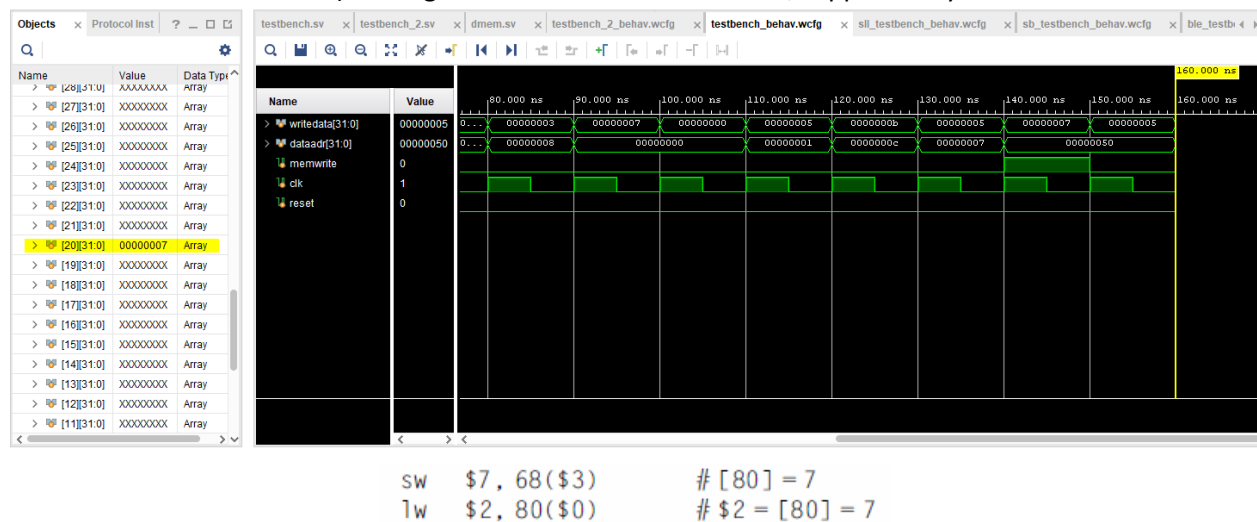 Objects × Protocol Inst ? _ □
Name Value Data Type
[28][31:0] XXXXXXXX Array
[27][31:0] XXXXXXXX Array
[26][31:0] XXXXXXXX Array
[25][31:0] XXXXXXXX Array
[24][31:0] XXXXXXXX Array
[23][31:0] XXXXXXXX Array
[22][31:0] XXXXXXXX Array
[21][31:0] XXXXXXXX Array
[20][31:0] 00000007 Array
[19][31:0] XXXXXXXX Array
[18][31:0] XXXXXXXX Array
[17][31:0] XXXXXXXX Array
[16][31:0] XXXXXXXX Array
[15][31:0] XXXXXXXX Array
[14][31:0] XXXXXXXX Array
[13][31:0] XXXXXXXX Array
[12][31:0] XXXXXXXX Array
[11][31:0] XXXXXXXX Array
testbench.sv × testbench_2.sv × dmem.sv × testbench_2_behav.wcfg × testbench_behav.wcfg × sll_testbench_behav.wcfg × sb_testbench_behav.wcfg × ble_testb
160.000 ns
Name Value 80.000 ns 90.000 ns 100.000 ns 110.000 ns 120.000 ns 130.000 ns 140.000 ns 150.000 ns 160.000 ns
writedata[31:0] 00000005 0... 00000003 00000007 00000000 00000005 0000000b 00000005 00000007 00000005
dataadr[31:0] 00000050 0... 00000008 00000000 00000001 0000000c 00000007 00000050
memwrite 0
clk 1
reset 0
sw $7, 68($3) # [80] = 7
lw $2, 80($0) # $2 = [80] = 7